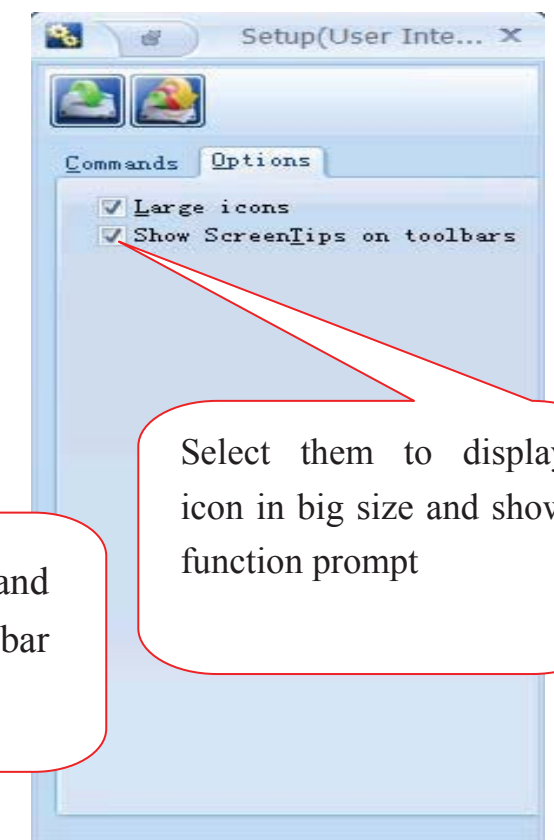 Setup(User Inte...
Commands Options
Large icons
Show ScreenTips on toolbars
Select them to display
icon in big size and show
function prompt
and
bar